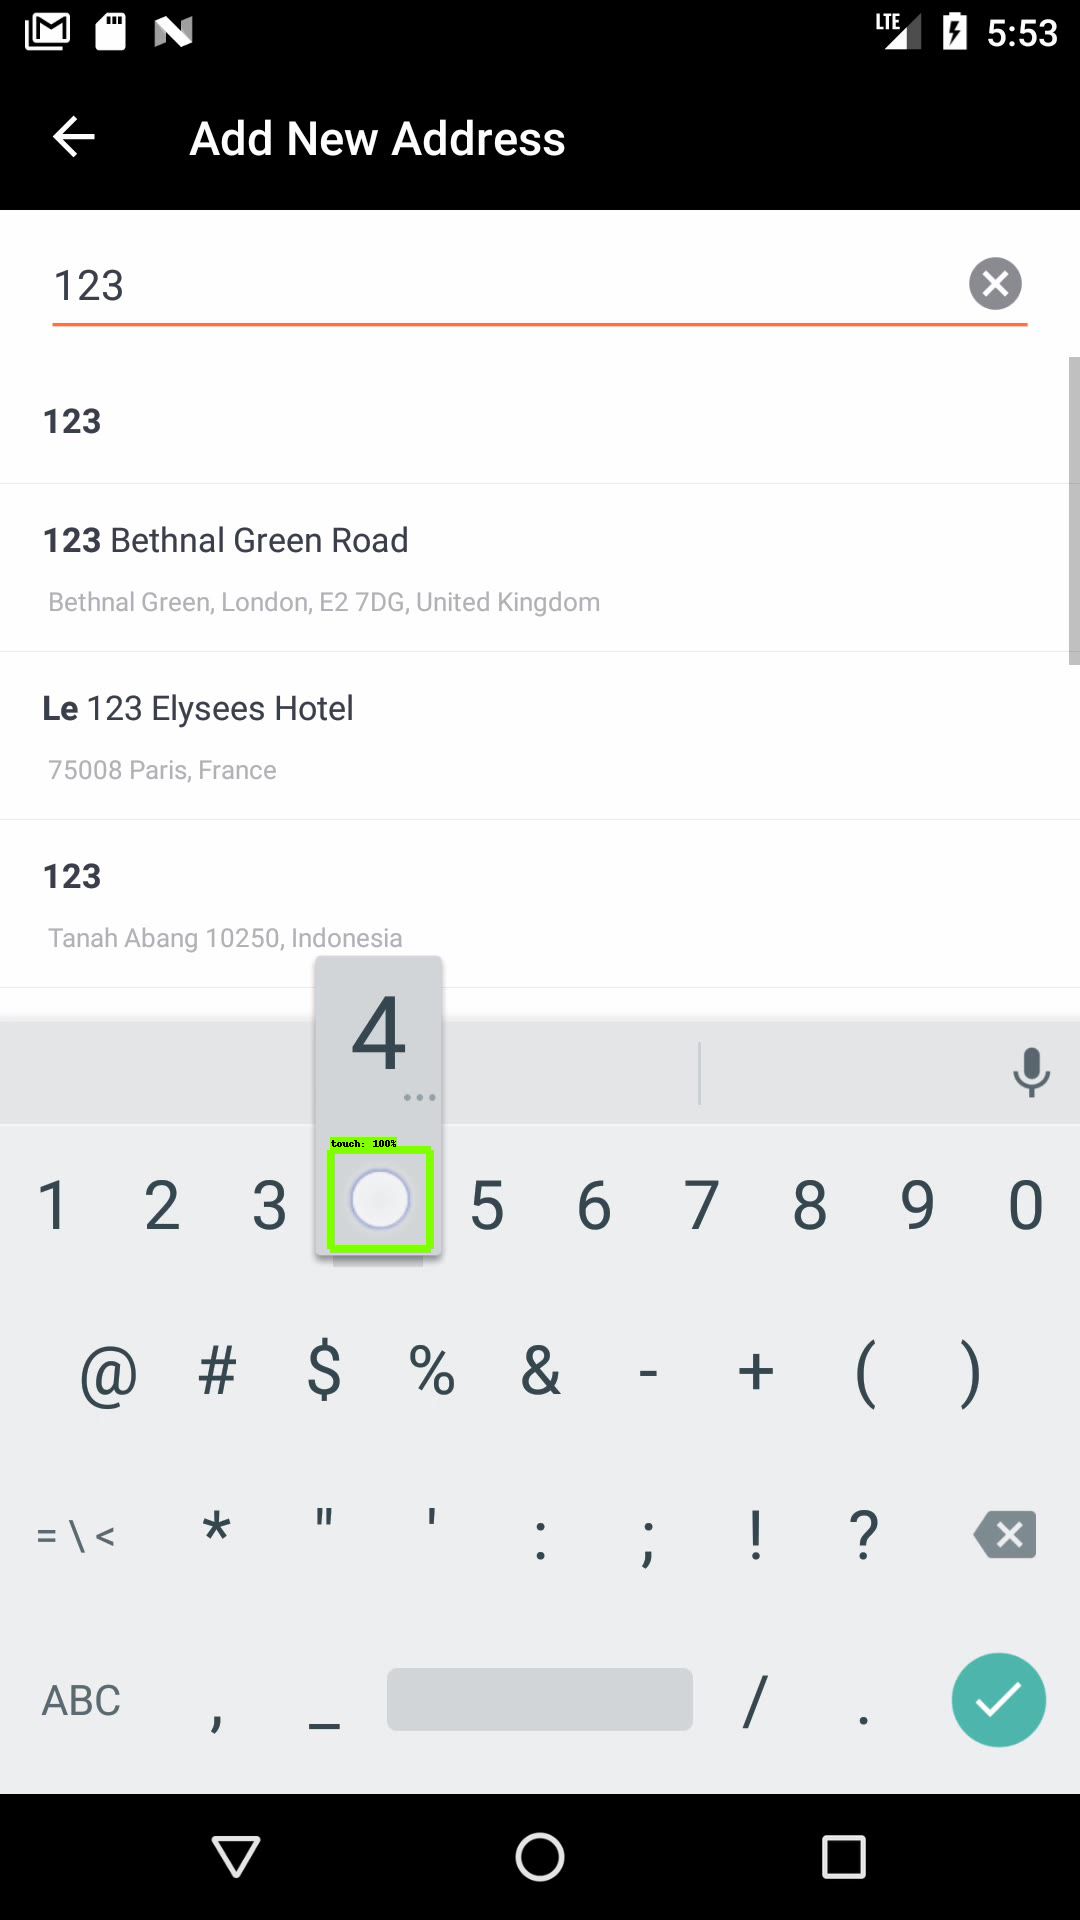 LTE 5:53
Add New Address
123
123
123 Bethnal Green Road
Bethnal Green, London, E2 7DG, United Kingdom
Le 123 Elysees Hotel
75008 Paris, France
123
Tanah Abang 10250, Indonesia
4
...
touch: 100%
1 2 3 5 6 7 8 9 0
@ # $ % & - + ( )
= \ < * " ' : ; ! ?
ABC , _ / .